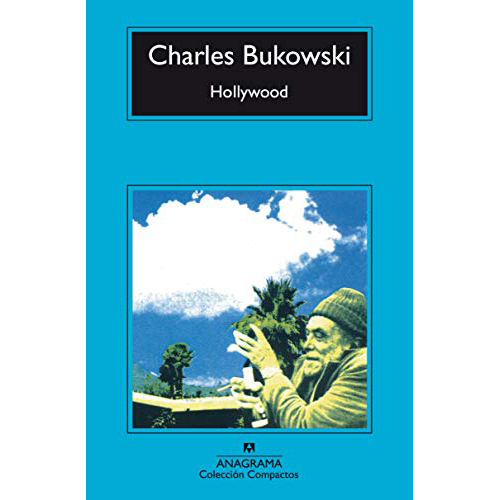 Charles Bukowski
Hollywood
ANAGRAMA
Colección Compactos